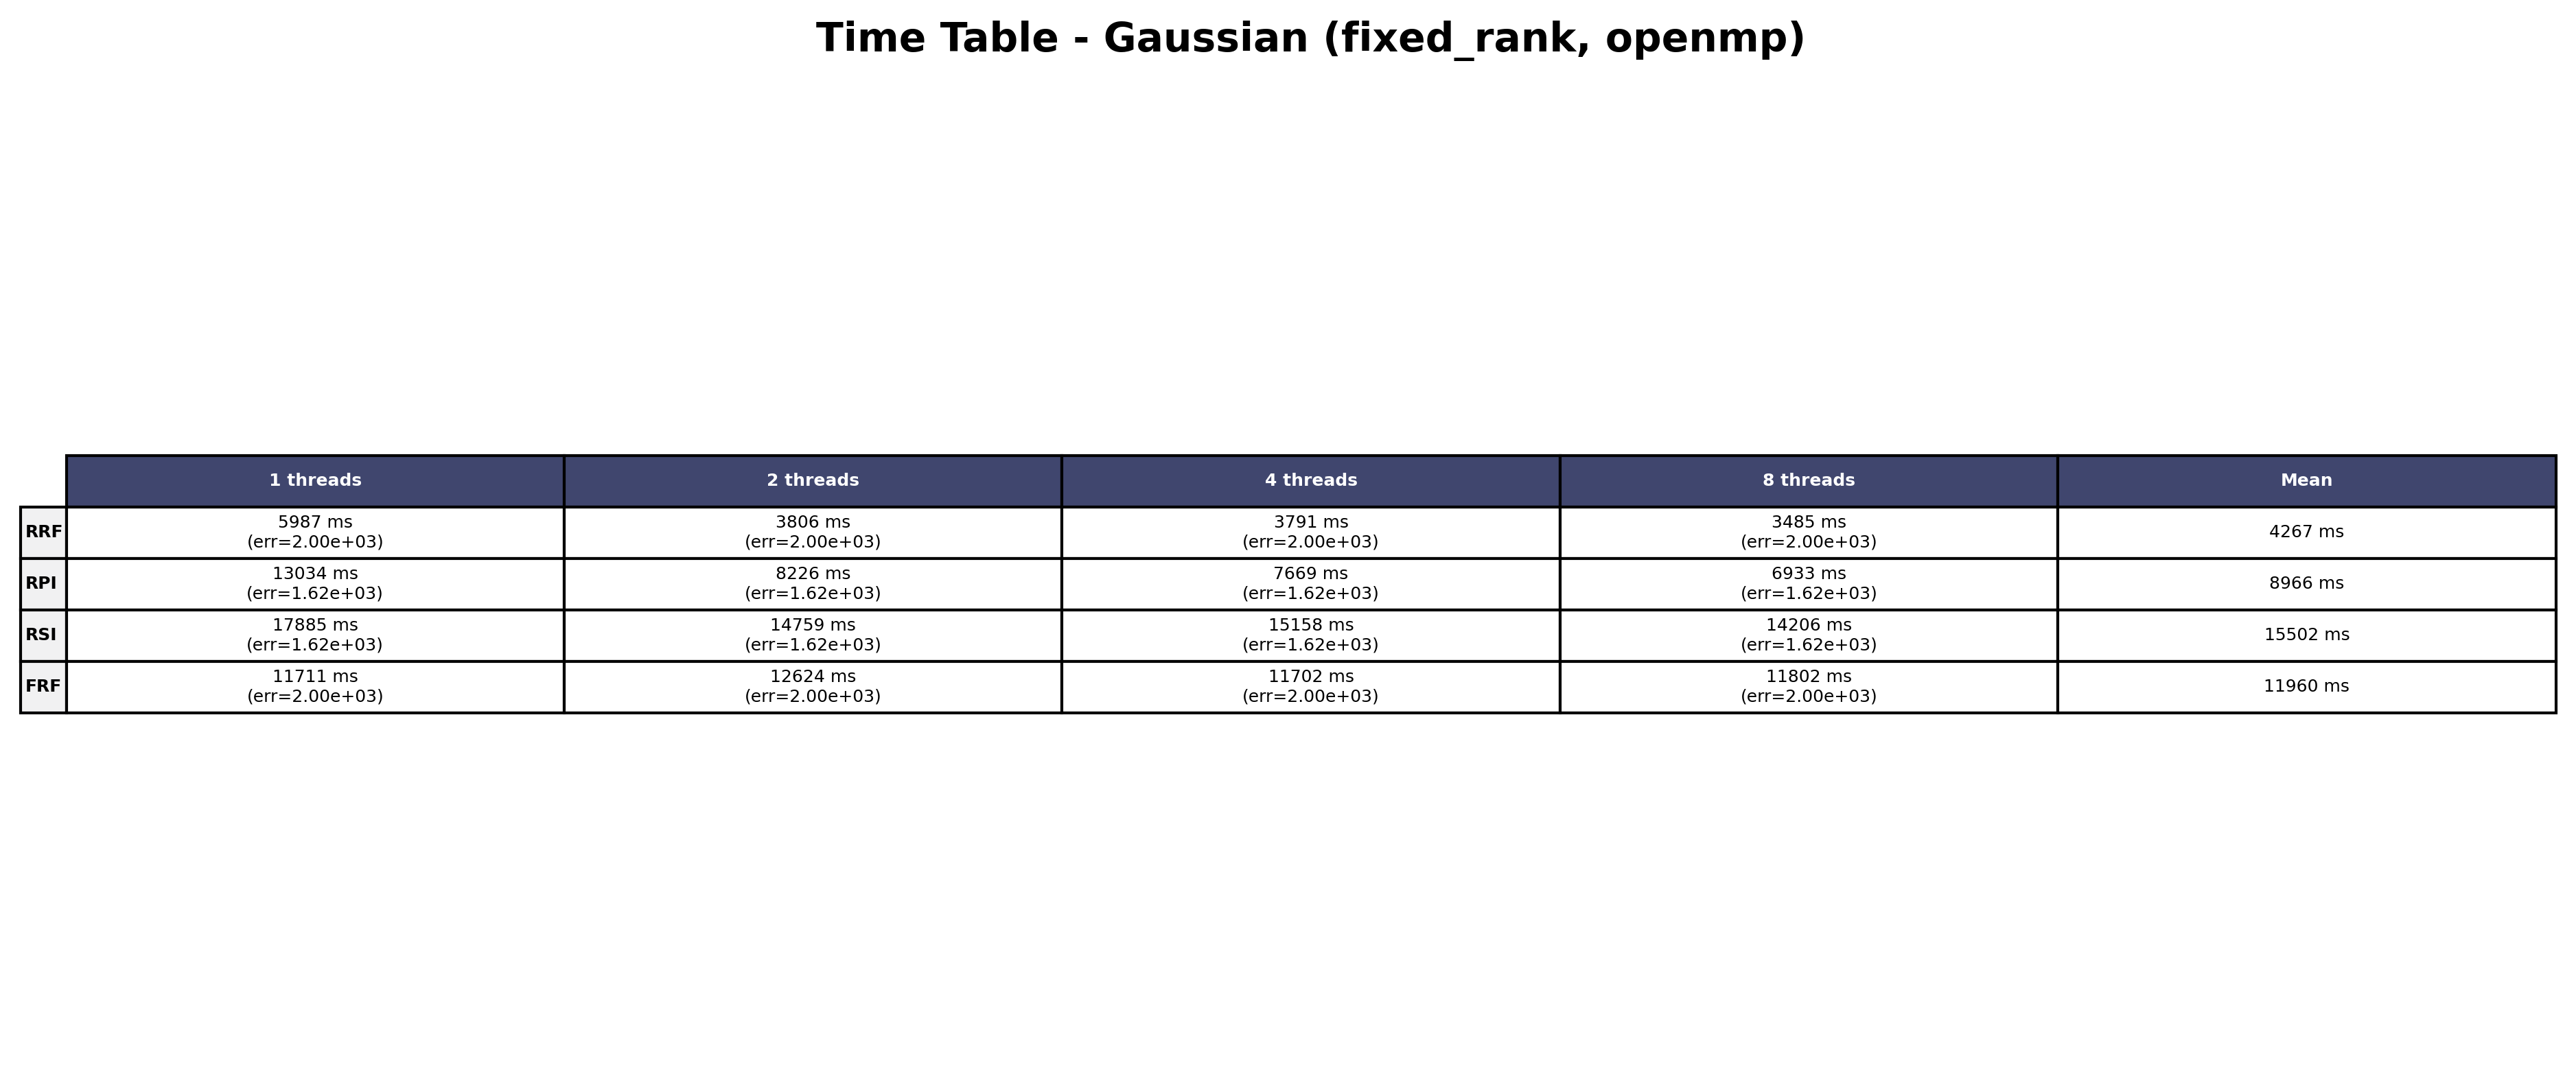 Time Table - Gaussian (fixed_rank, openmp)
1 threads 2 threads 4 threads 8 threads Mean
RRF 5987 ms 3806 ms 3791 ms 3485 ms 4267 ms
(err=2.00e+03) (err=2.00e+03) (err=2.00e+03) (err=2.00e+03)
RPI 13034 ms 8226 ms 7669 ms 6933 ms 8966 ms
(err=1.62e+03) (err=1.62e+03) (err=1.62e+03) (err=1.62e+03)
RSI 17885 ms 14759 ms 15158 ms 14206 ms 15502 ms
(err=1.62e+03) (err=1.62e+03) (err=1.62e+03) (err=1.62e+03)
FRF 11711 ms 12624 ms 11702 ms 11802 ms 11960 ms
(err=2.00e+03) (err=2.00e+03) (err=2.00e+03) (err=2.00e+03)